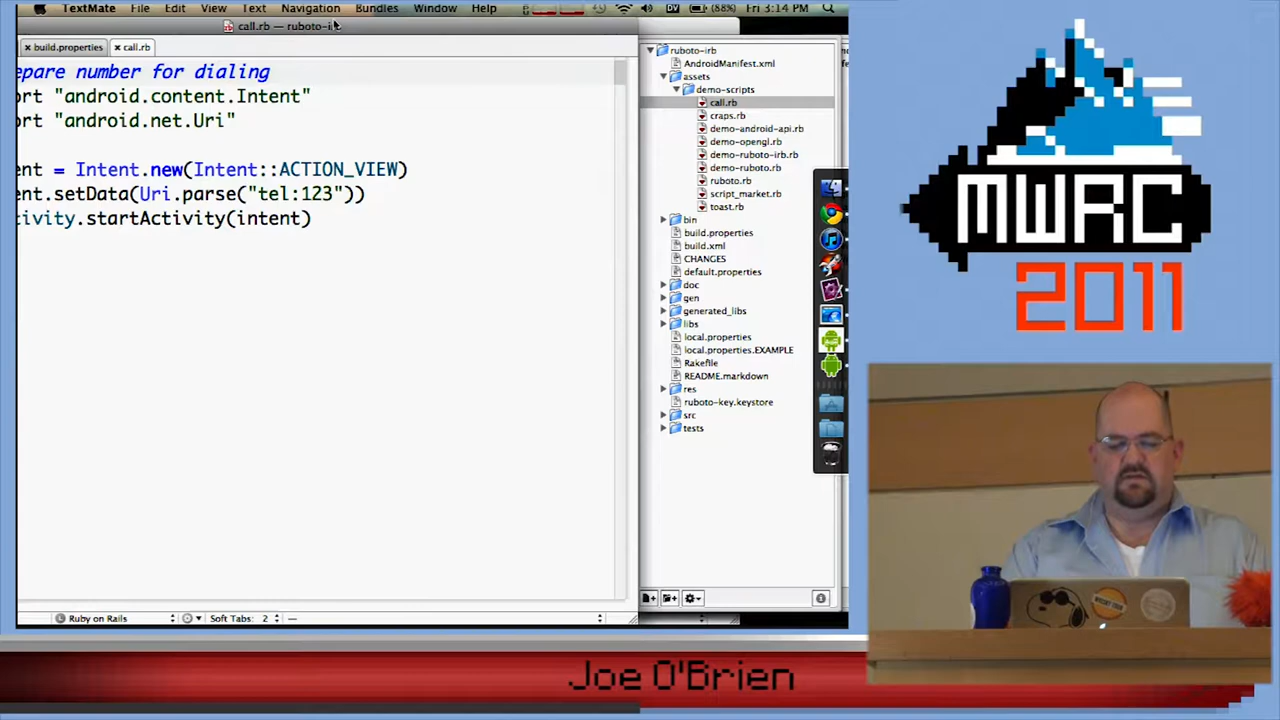 TextMate File Edit View Text Navigation Bundles Window Help DV (88%) Fri 3:14 PM
call.rb — ruboto-irb
build.properties call.rb
epare number for dialing
ort "android.content.Intent"
ort "android.net.Uri"
ent = Intent.new(Intent::ACTION_VIEW)
ent.setData(Uri.parse("tel:123"))
tivity.startActivity(intent)
Ruby on Rails Soft Tabs: 2 —
ruboto-irb
AndroidManifest.xml
assets
demo-scripts
call.rb
craps.rb
demo-android-api.rb
demo-opengl.rb
demo-ruboto-irb.rb
demo-ruboto.rb
ruboto.rb
script_market.rb
toast.rb
bin
build.properties
build.xml
CHANGES
default.properties
doc
gen
generated_libs
libs
local.properties
local.properties.EXAMPLE
Rakefile
README.markdown
res
ruboto-key.keystore
src
tests
MWRC
2011
Joe O'Brien